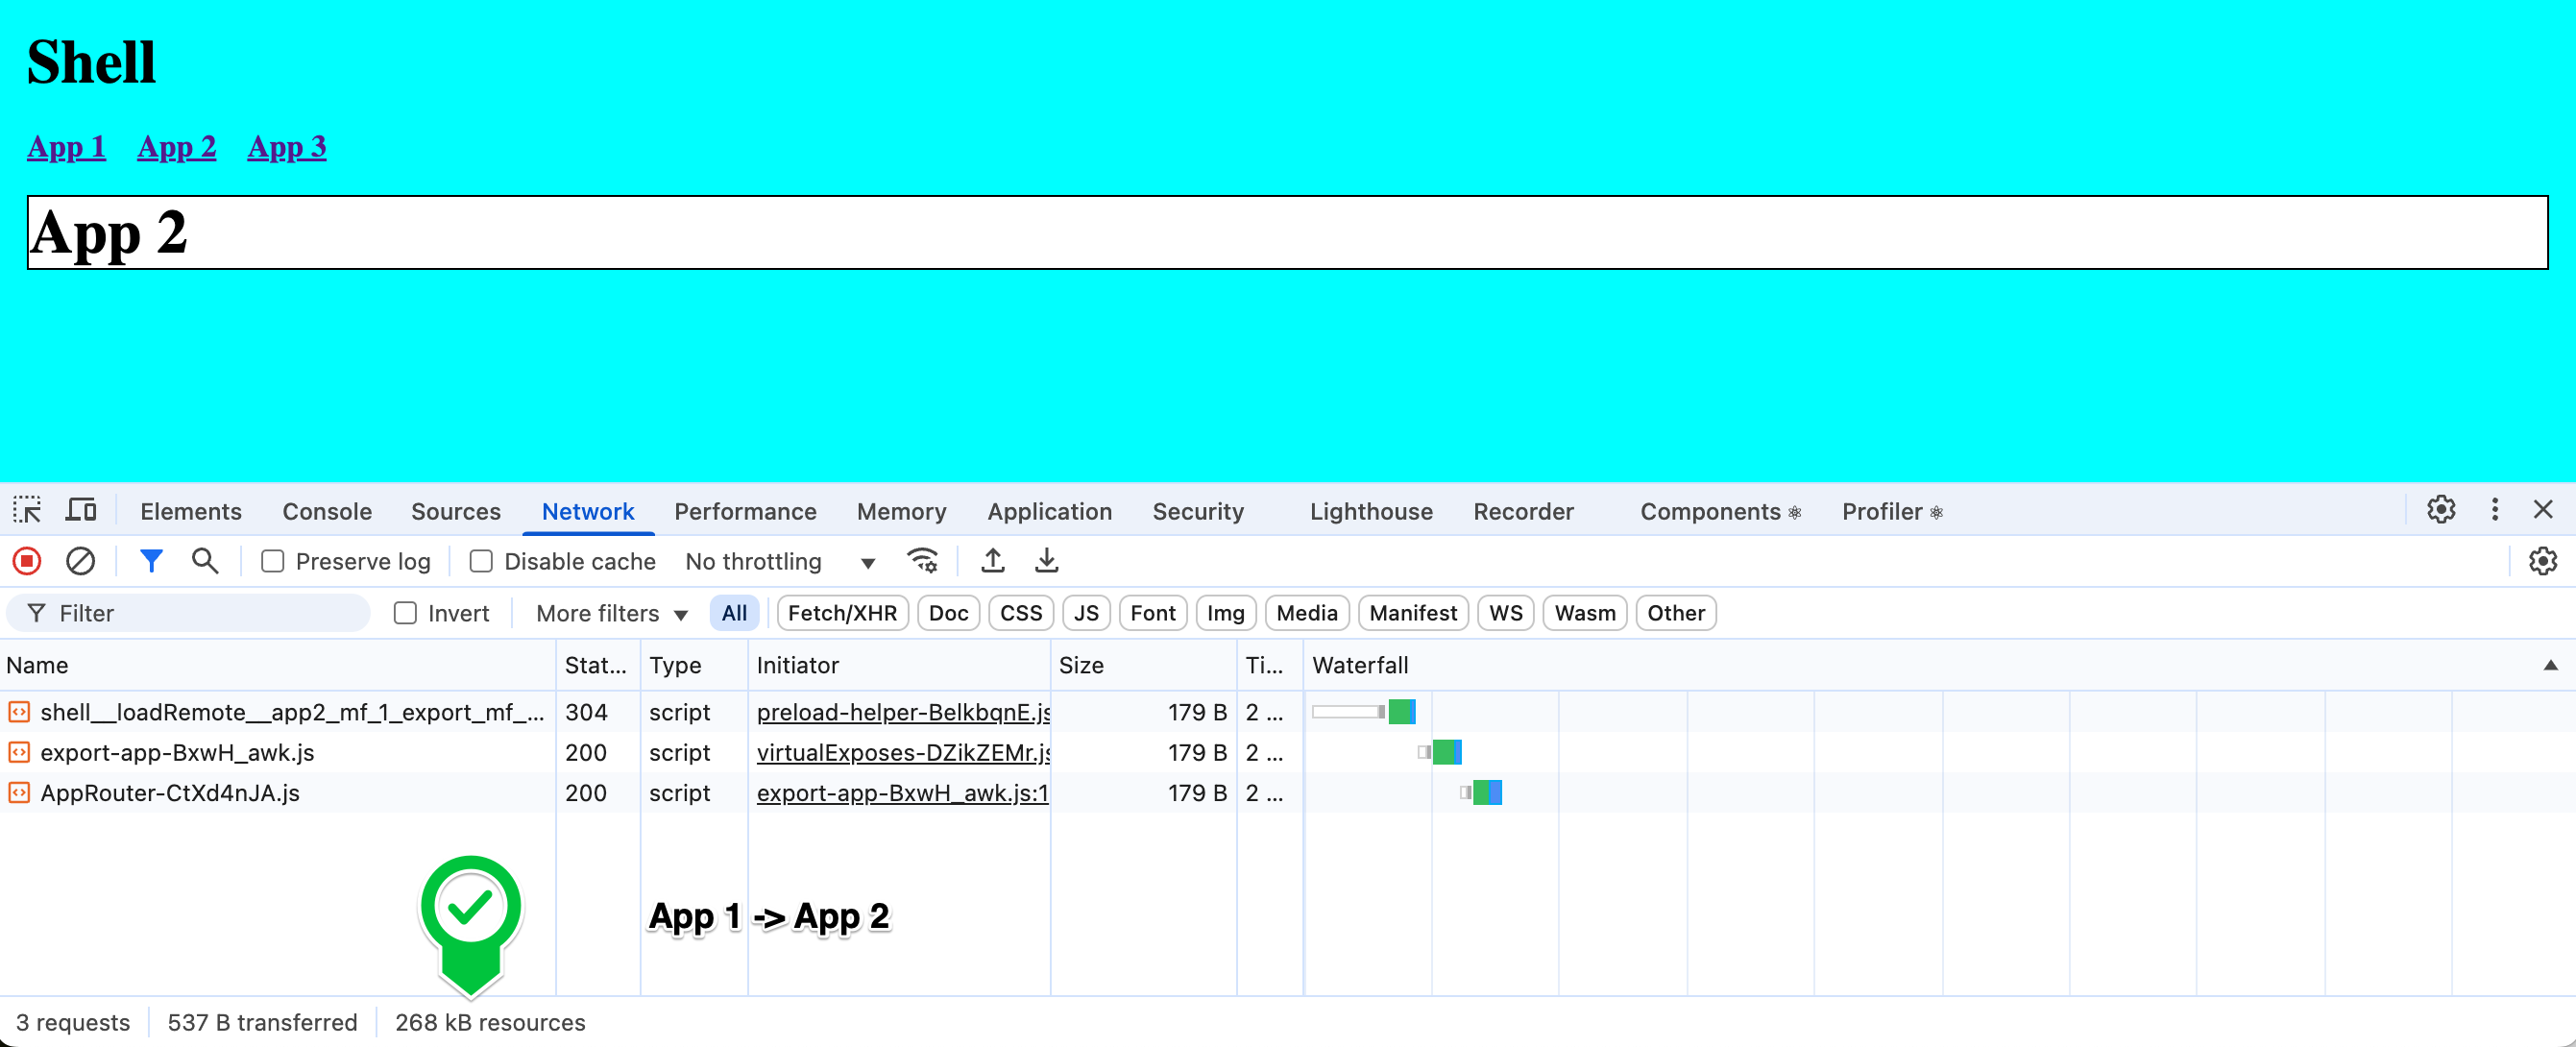 Shell
App 1 App 2 App 3
App 2
Elements Console Sources Network Performance Memory Application Security Lighthouse Recorder Components Profiler
Preserve log Disable cache No throttling
Filter Invert More filters All Fetch/XHR Doc CSS JS Font Img Media Manifest WS Wasm Other
Name Stat... Type Initiator Size Ti... Waterfall
shell__loadRemote__app2_mf_1_export_mf_... 304 script preload-helper-BelkbqnE.js 179 B 2 ...
export-app-BxwH_awk.js 200 script virtualExposes-DZikZEMr.js 179 B 2 ...
AppRouter-CtXd4nJA.js 200 script export-app-BxwH_awk.js:1 179 B 2 ...
App 1 -> App 2
3 requests 537 B transferred 268 kB resources